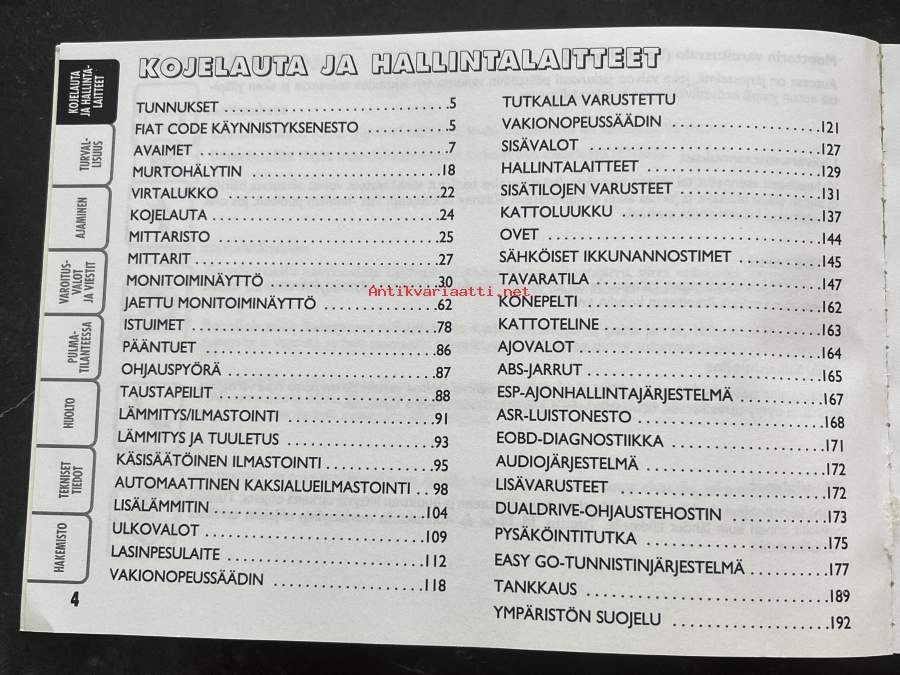 KOJELAUTA JA HALLINTALAITTEET
KOJELAUTA
JA HALLINTA-
LAITTEET
TURVAL-
LISUUS
AJAMINEN
VAROITUS-
VALOT
JA VIESTIT
PULMA-
TILANTEESSA
HUOLTO
TEKNISET
TIEDOT
HAKEMISTO
TUNNUKSET ..........5
FIAT CODE KÄYNNISTYKSENESTO ..........5
AVAIMET ..........7
MURTOHÄLYTIN ..........18
VIRTALUKKO ..........22
KOJELAUTA ..........24
MITTARISTO ..........25
MITTARIT ..........27
MONITOIMINÄYTTÖ ..........30
JAETTU MONITOIMINÄYTTÖ ..........62
ISTUIMET ..........78
PÄÄNTUET ..........86
OHJAUSPYÖRÄ ..........87
TAUSTAPEILIT ..........88
LÄMMITYS/ILMASTOINTI ..........91
LÄMMITYS JA TUULETUS ..........93
KÄSISÄÄTÖINEN ILMASTOINTI ..........95
AUTOMAATTINEN KAKSIALUEILMASTOINTI ..98
LISÄLÄMMITIN ..........104
ULKOVALOT ..........109
LASINPESULAITE ..........112
VAKIONOPEUSSÄÄDIN ..........118
TUTKALLA VARUSTETTU
VAKIONOPEUSSÄÄDIN ..........121
SISÄVALOT ..........127
HALLINTALAITTEET ..........129
SISÄTILOJEN VARUSTEET ..........131
KATTOLUUKKU ..........137
OVET ..........144
SÄHKÖISET IKKUNANNOSTIMET ..........145
TAVARATILA ..........147
KONEPELTI ..........162
KATTOTELINE ..........163
AJOVALOT ..........164
ABS-JARRUT ..........165
ESP-AJONHALLINTAJÄRJESTELMÄ ..........167
ASR-LUISTONESTO ..........168
EOBD-DIAGNOSTIIKKA ..........171
AUDIOJÄRJESTELMÄ ..........172
LISÄVARUSTEET ..........172
DUALDRIVE-OHJAUSTEHOSTIN ..........173
PYSÄKÖINTITUTKA ..........175
EASY GO-TUNNISTINJÄRJESTELMÄ ..........177
TANKKAUS ..........189
YMPÄRISTÖN SUOJELU ..........192
4
Antikvariaatti.net